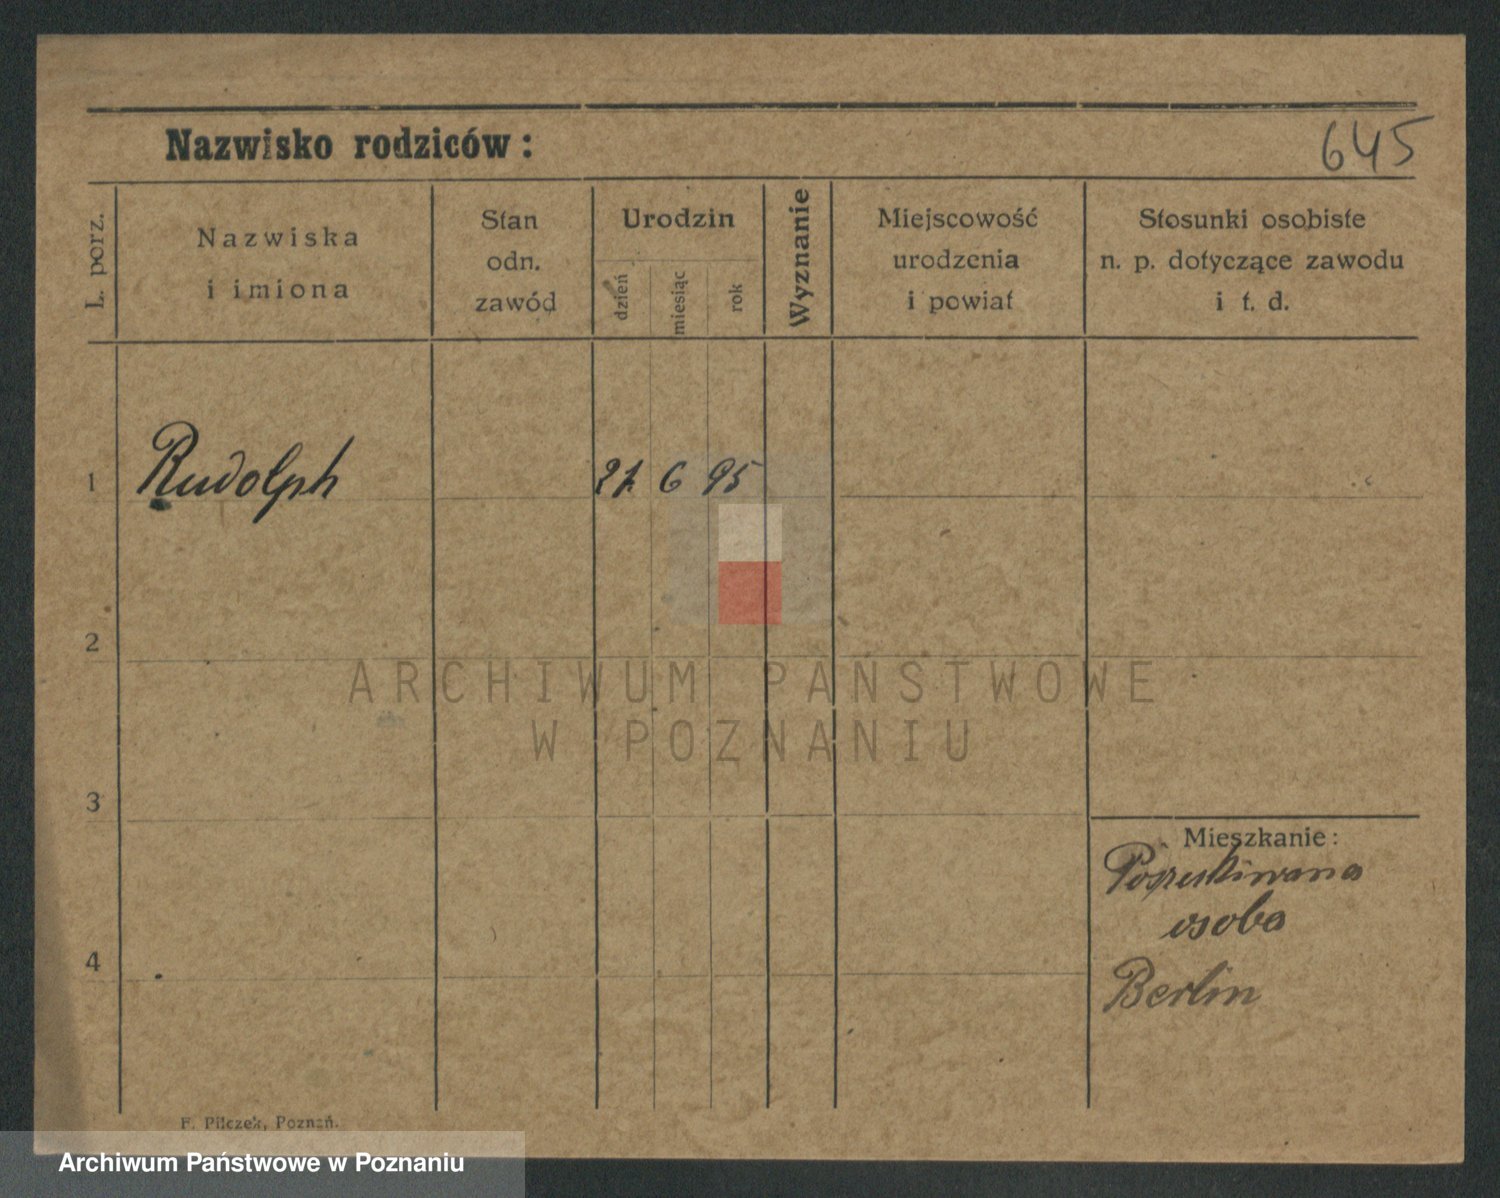 Nazwisko rodziców:
645
L. porz.
Nazwiska
i imiona
Stan
odn.
zawód
Urodzin
dzień
miesiąc
rok
Wyznanie
Miejscowość
urodzenia
i powiat
Stosunki osobiste
n. p. dotyczące zawodu
i t. d.
1
Rudolph
6 95
2
ARCHIWUM PAŃSTWOWE
W POZNANIU
3
Mieszkanie:
Poszukiwana
osoba
4
Berlin
F. Pilczek, Poznań.
Archiwum Państwowe w Poznaniu